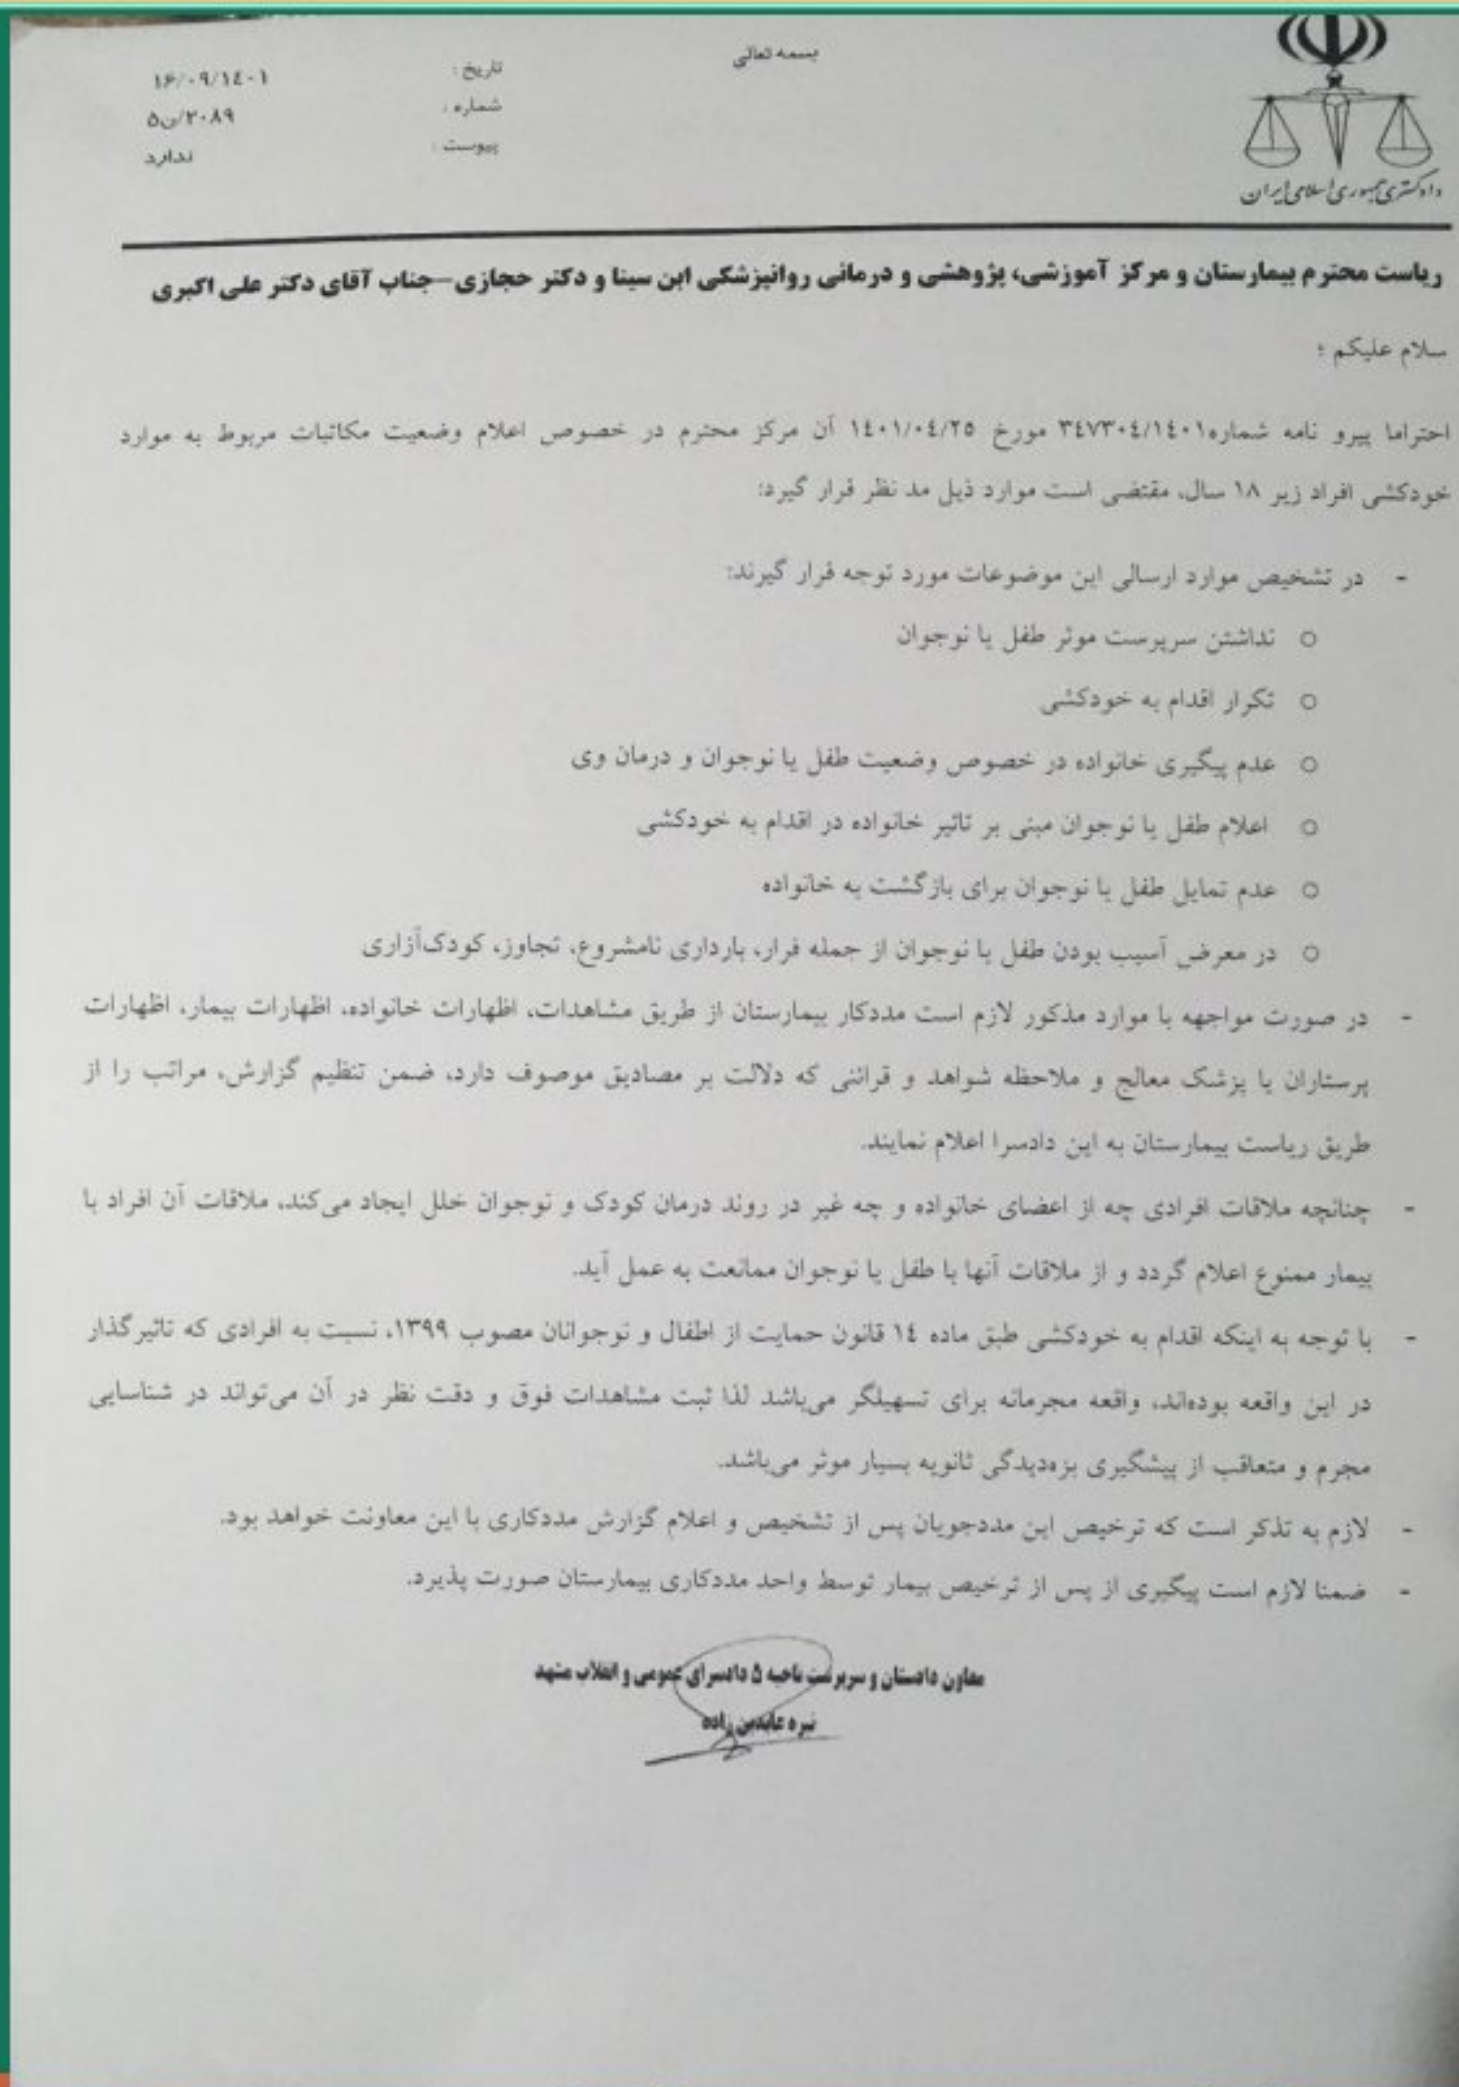 بسمه تعالی
تاریخ : ۱۶/۰۹/۱٤۰۱
شماره : ۲۰۸۹/ن۵
پیوست : ندارد
دادگستری جمهوری اسلامی ایران
ریاست محترم بیمارستان و مرکز آموزشی، پژوهشی و درمانی روانپزشکی ابن سینا و دکتر حجازی–جناب آقای دکتر علی اکبری
سلام علیکم ؛
احتراما پیرو نامه شماره۳٤۷۳۰٤/۱٤۰۱ مورخ ۱٤۰۱/۰٤/۲۵ آن مرکز محترم در خصوص اعلام وضعیت مکاتبات مربوط به موارد
خودکشی افراد زیر ۱۸ سال، مقتضی است موارد ذیل مد نظر قرار گیرد:
- در تشخیص موارد ارسالی این موضوعات مورد توجه قرار گیرند:
o نداشتن سرپرست موثر طفل یا نوجوان
o تکرار اقدام به خودکشی
o عدم پیگیری خانواده در خصوص وضعیت طفل یا نوجوان و درمان وی
o اعلام طفل یا نوجوان مبنی بر تاثیر خانواده در اقدام به خودکشی
o عدم تمایل طفل یا نوجوان برای بازگشت به خانواده
o در معرض آسیب بودن طفل یا نوجوان از جمله فرار، بارداری نامشروع، تجاوز، کودک‌آزاری
- در صورت مواجهه با موارد مذکور لازم است مددکار بیمارستان از طریق مشاهدات، اظهارات خانواده، اظهارات بیمار، اظهارات
پرستاران یا پزشک معالج و ملاحظه شواهد و قرائنی که دلالت بر مصادیق موصوف دارد، ضمن تنظیم گزارش، مراتب را از
طریق ریاست بیمارستان به این دادسرا اعلام نمایند.
- چنانچه ملاقات افرادی چه از اعضای خانواده و چه غیر در روند درمان کودک و نوجوان خلل ایجاد می‌کند، ملاقات آن افراد با
بیمار ممنوع اعلام گردد و از ملاقات آنها با طفل یا نوجوان ممانعت به عمل آید.
- با توجه به اینکه اقدام به خودکشی طبق ماده ۱٤ قانون حمایت از اطفال و نوجوانان مصوب ۱۳۹۹، نسبت به افرادی که تاثیرگذار
در این واقعه بوده‌اند، واقعه مجرمانه برای تسهیلگر می‌باشد لذا ثبت مشاهدات فوق و دقت نظر در آن می‌تواند در شناسایی
مجرم و متعاقب از پیشگیری بزه‌دیدگی ثانویه بسیار موثر می‌باشد.
- لازم به تذکر است که ترخیص این مددجویان پس از تشخیص و اعلام گزارش مددکاری با این معاونت خواهد بود.
- ضمنا لازم است پیگیری از پس از ترخیص بیمار توسط واحد مددکاری بیمارستان صورت پذیرد.
معاون دادستان و سرپرست ناحیه ۵ دادسرای عمومی و انقلاب مشهد
نیره عابدین زاده